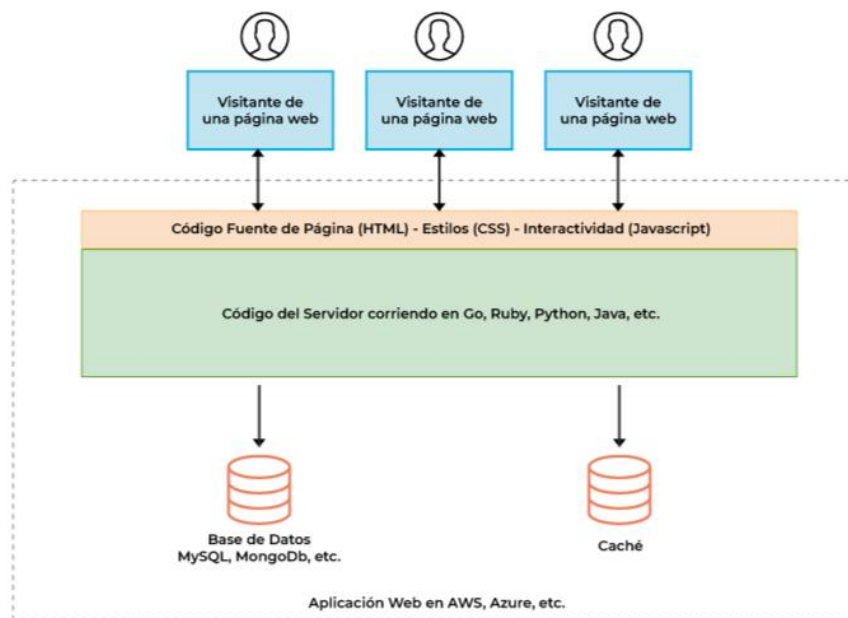 Visitante de
una página web
Visitante de
una página web
Visitante de
una página web
Código Fuente de Página (HTML) - Estilos (CSS) - Interactividad (Javascript)
Código del Servidor corriendo en Go, Ruby, Python, Java, etc.
Base de Datos
MySQL, MongoDb, etc.
Caché
Aplicación Web en AWS, Azure, etc.